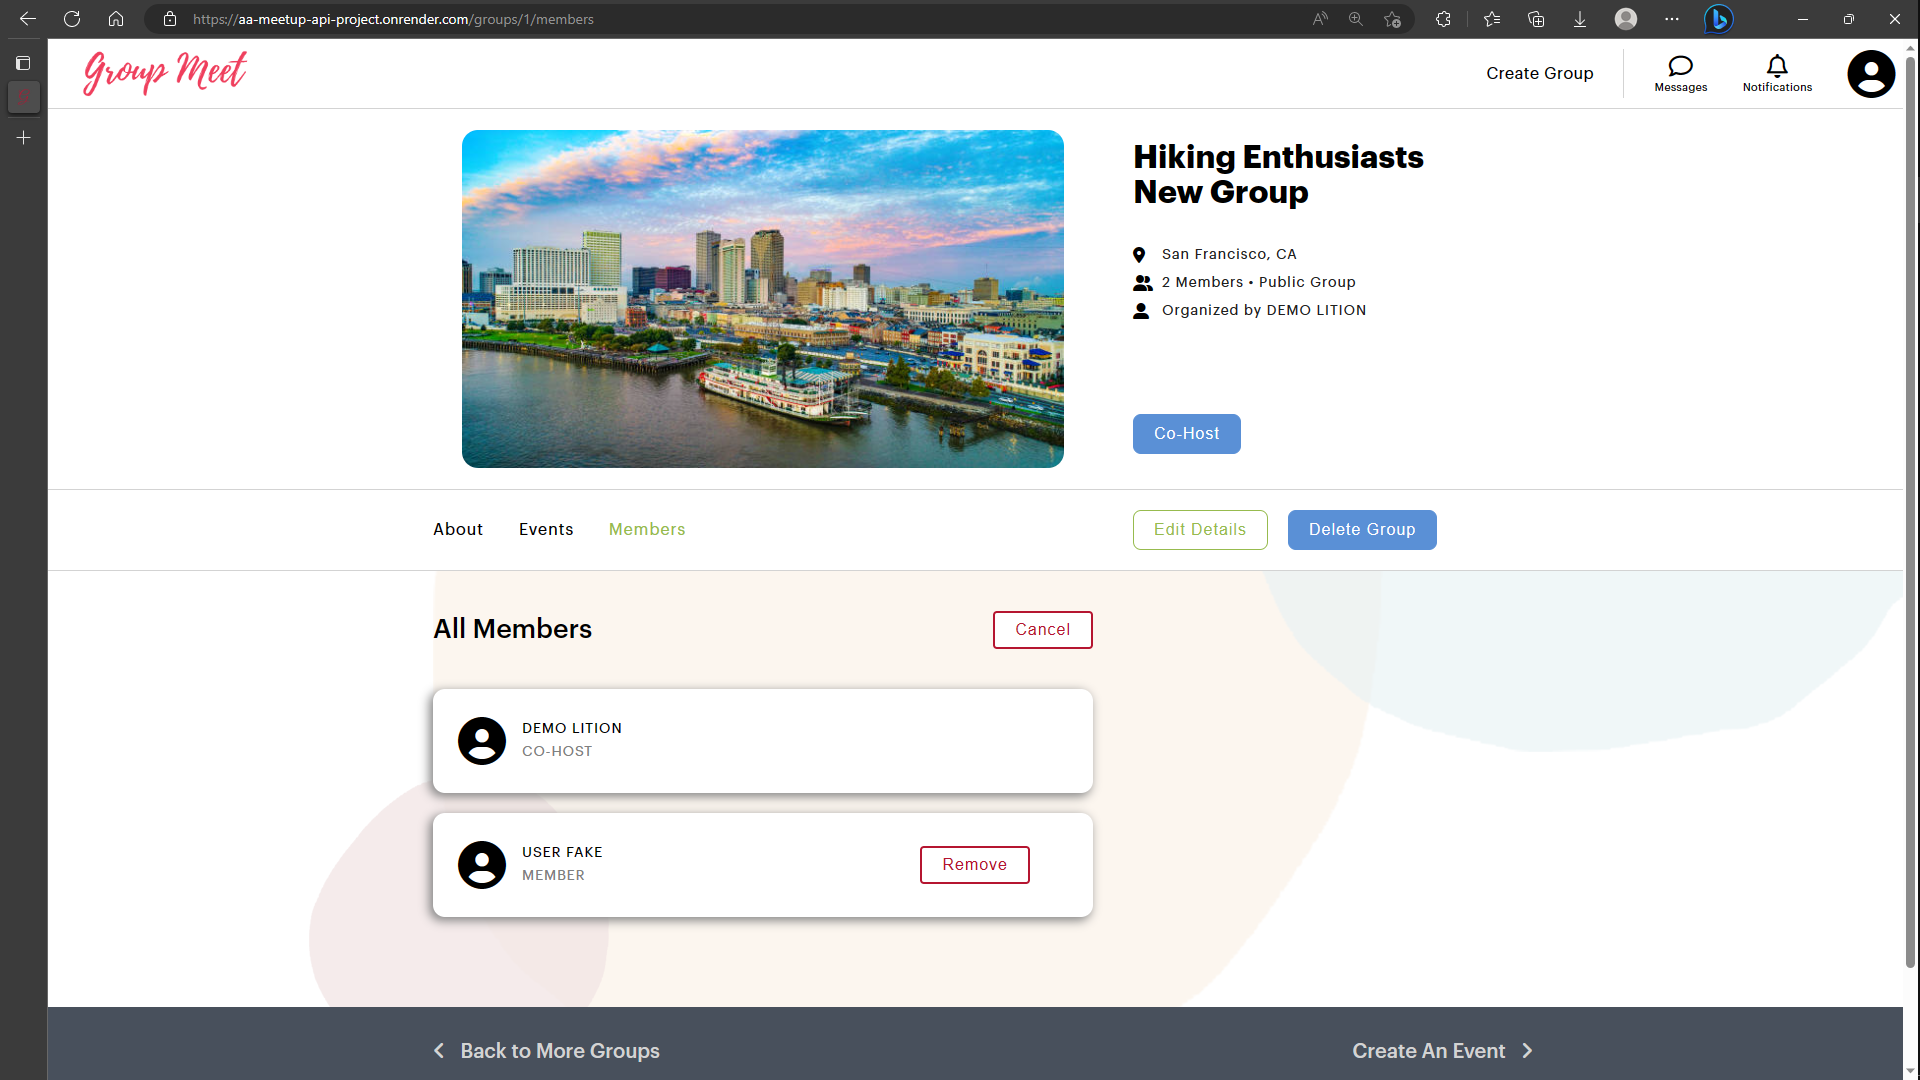 https://aa-meetup-api-project.onrender.com/groups/1/members
Group Meet
Create Group
Messages
Notifications
Hiking Enthusiasts
New Group
San Francisco, CA
2 Members • Public Group
Organized by DEMO LITION
Co-Host
About
Events
Members
Edit Details
Delete Group
All Members
Cancel
DEMO LITION
CO-HOST
USER FAKE
MEMBER
Remove
Back to More Groups
Create An Event